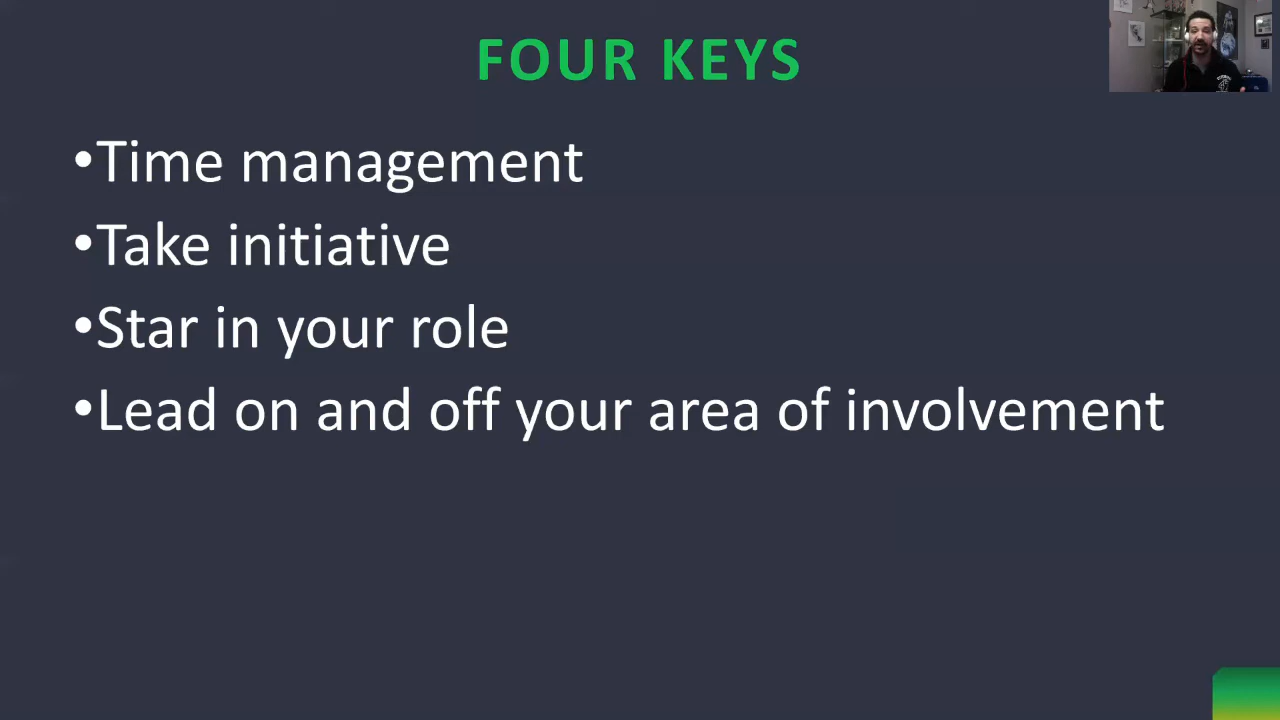 FOUR KEYS
•Time management
•Take initiative
•Star in your role
•Lead on and off your area of involvement